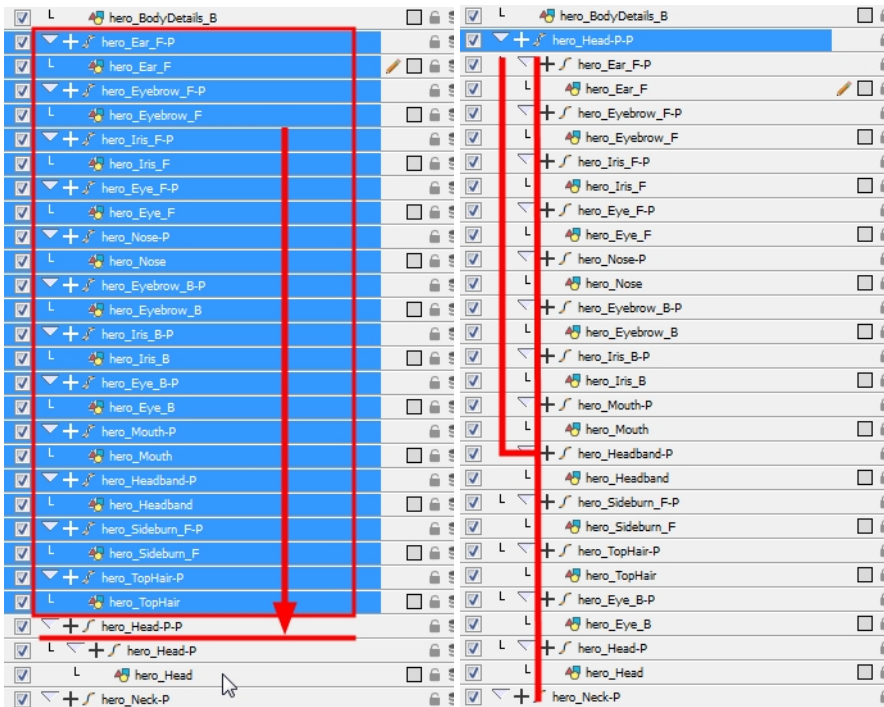 hero_BodyDetails_B
hero_Ear_F-P
hero_Ear_F
hero_Eyebrow_F-P
hero_Eyebrow_F
hero_Iris_F-P
hero_Iris_F
hero_Eye_F-P
hero_Eye_F
hero_Nose-P
hero_Nose
hero_Eyebrow_B-P
hero_Eyebrow_B
hero_Iris_B-P
hero_Iris_B
hero_Eye_B-P
hero_Eye_B
hero_Mouth-P
hero_Mouth
hero_Headband-P
hero_Headband
hero_Sideburn_F-P
hero_Sideburn_F
hero_TopHair-P
hero_TopHair
hero_Head-P-P
hero_Head-P
hero_Head
hero_Neck-P
hero_BodyDetails_B
hero_Head-P-P
hero_Ear_F-P
hero_Ear_F
hero_Eyebrow_F-P
hero_Eyebrow_F
hero_Iris_F-P
hero_Iris_F
hero_Eye_F-P
hero_Eye_F
hero_Nose-P
hero_Nose
hero_Eyebrow_B-P
hero_Eyebrow_B
hero_Iris_B-P
hero_Iris_B
hero_Mouth-P
hero_Mouth
hero_Headband-P
hero_Headband
hero_Sideburn_F-P
hero_Sideburn_F
hero_TopHair-P
hero_TopHair
hero_Eye_B-P
hero_Eye_B
hero_Head-P
hero_Head
hero_Neck-P